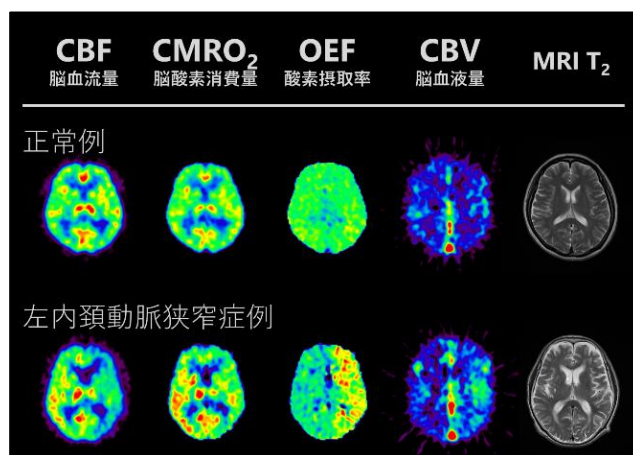 CBF
脳血流量
CMRO₂
脳酸素消費量
OEF
酸素摂取率
CBV
脳血液量
MRI T₂
正常例
左内頚動脈狭窄症例